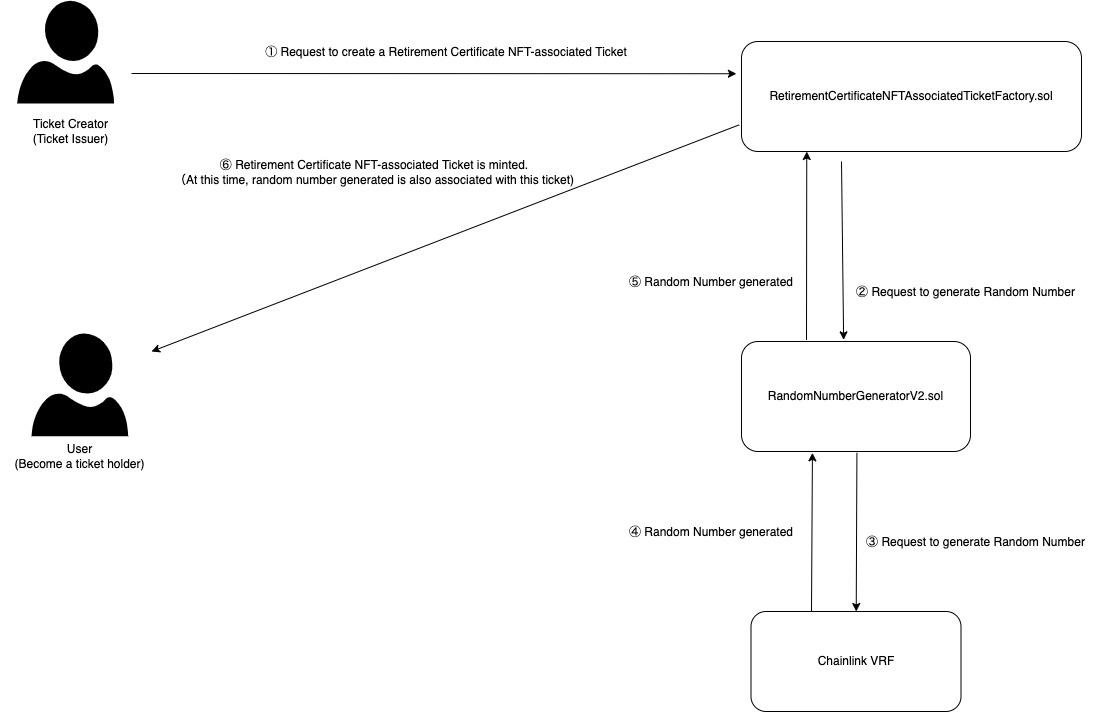 ① Request to create a Retirement Certificate NFT-associated Ticket
RetirementCertificateNFTAssociatedTicketFactory.sol
Ticket Creator
(Ticket Issuer)
⑥ Retirement Certificate NFT-associated Ticket is minted.
(At this time, random number generated is also associated with this ticket)
⑤ Random Number generated
② Request to generate Random Number
RandomNumberGeneratorV2.sol
User
(Become a ticket holder)
④ Random Number generated
③ Request to generate Random Number
Chainlink VRF